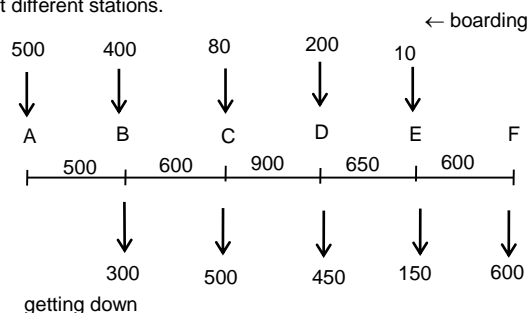 t different stations.
← boarding
500 400 80 200 10
A B C D E F
500 600 900 650 600
300 500 450 150 600
getting down